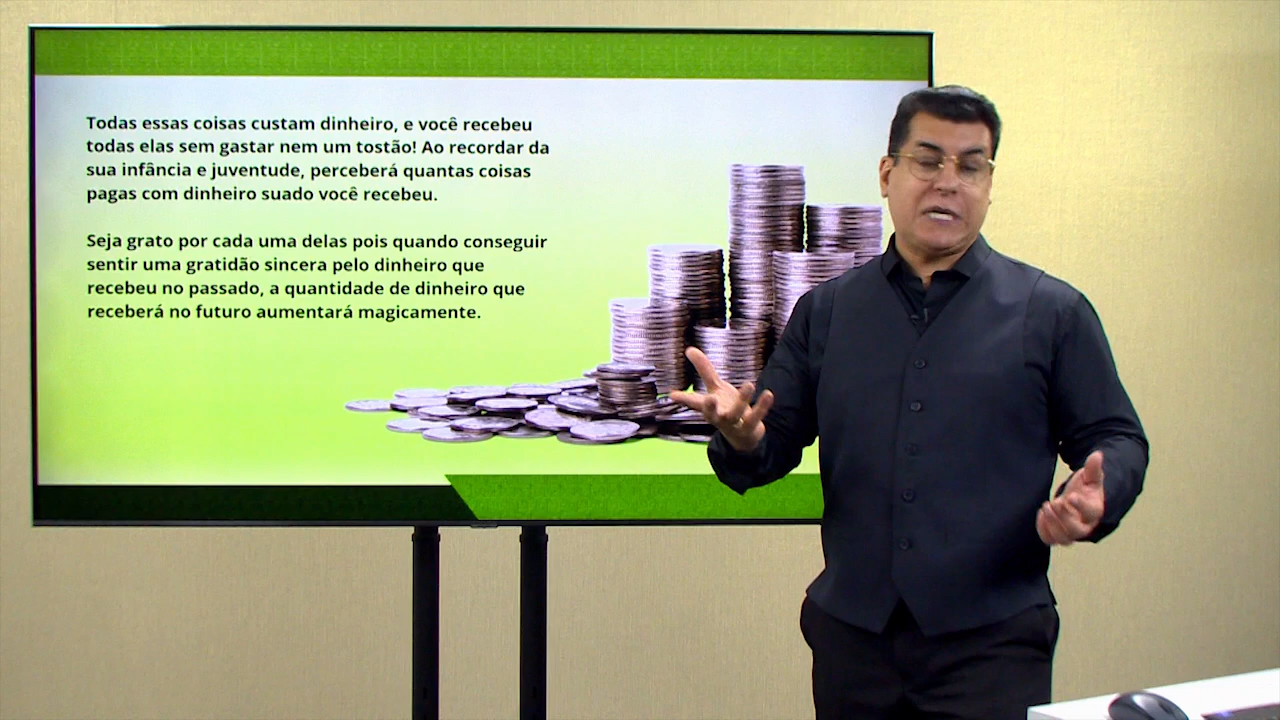 Todas essas coisas custam dinheiro, e você recebeu
todas elas sem gastar nem um tostão! Ao recordar da
sua infância e juventude, perceberá quantas coisas
pagas com dinheiro suado você recebeu.
Seja grato por cada uma delas pois quando conseguir
sentir uma gratidão sincera pelo dinheiro que
recebeu no passado, a quantidade de dinheiro que
receberá no futuro aumentará magicamente.